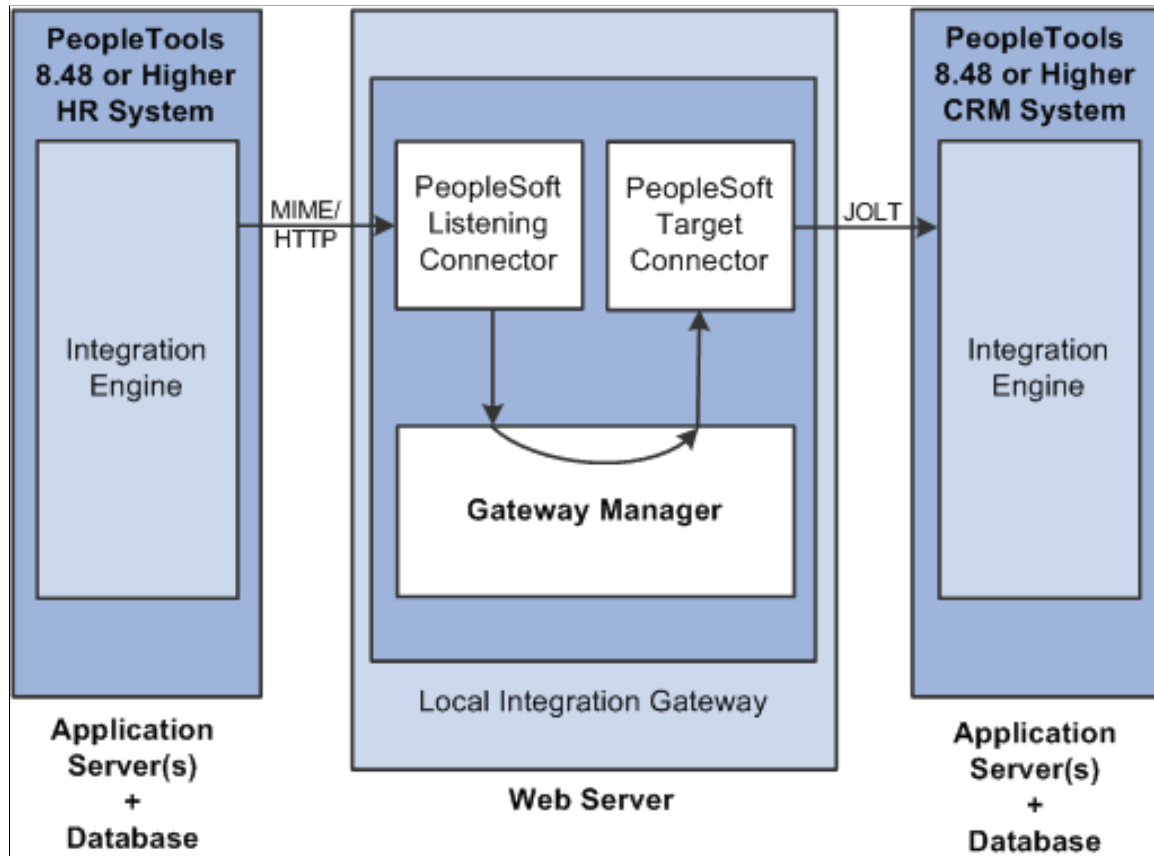 PeopleTools
8.48 or Higher
HR System
Integration
Engine
Application
Server(s)
+
Database
MIME/
HTTP
PeopleSoft
Listening
Connector
PeopleSoft
Target
Connector
Gateway Manager
Local Integration Gateway
Web Server
JOLT
PeopleTools
8.48 or Higher
CRM System
Integration
Engine
Application
Server(s)
+
Database